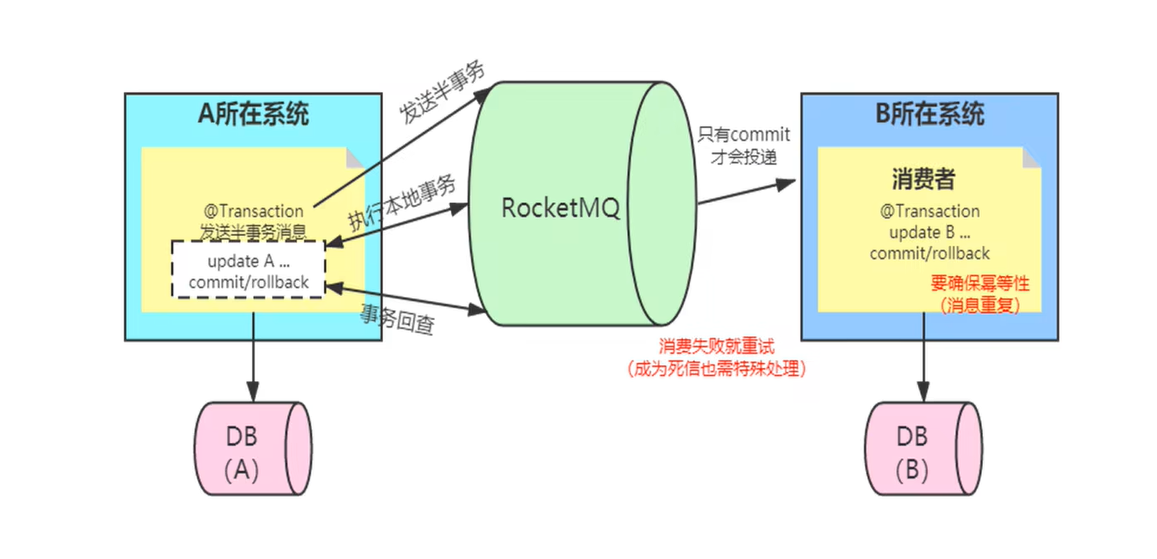 A所在系统
@Transaction
发送半事务消息
update A ...
commit/rollback
DB
（A）
发送半事务
执行本地事务
事务回查
RocketMQ
只有commit
才会投递
消费失败就重试
（成为死信也需特殊处理）
B所在系统
消费者
@Transaction
update B ...
commit/rollback
要确保幂等性
（消息重复）
DB
（B）